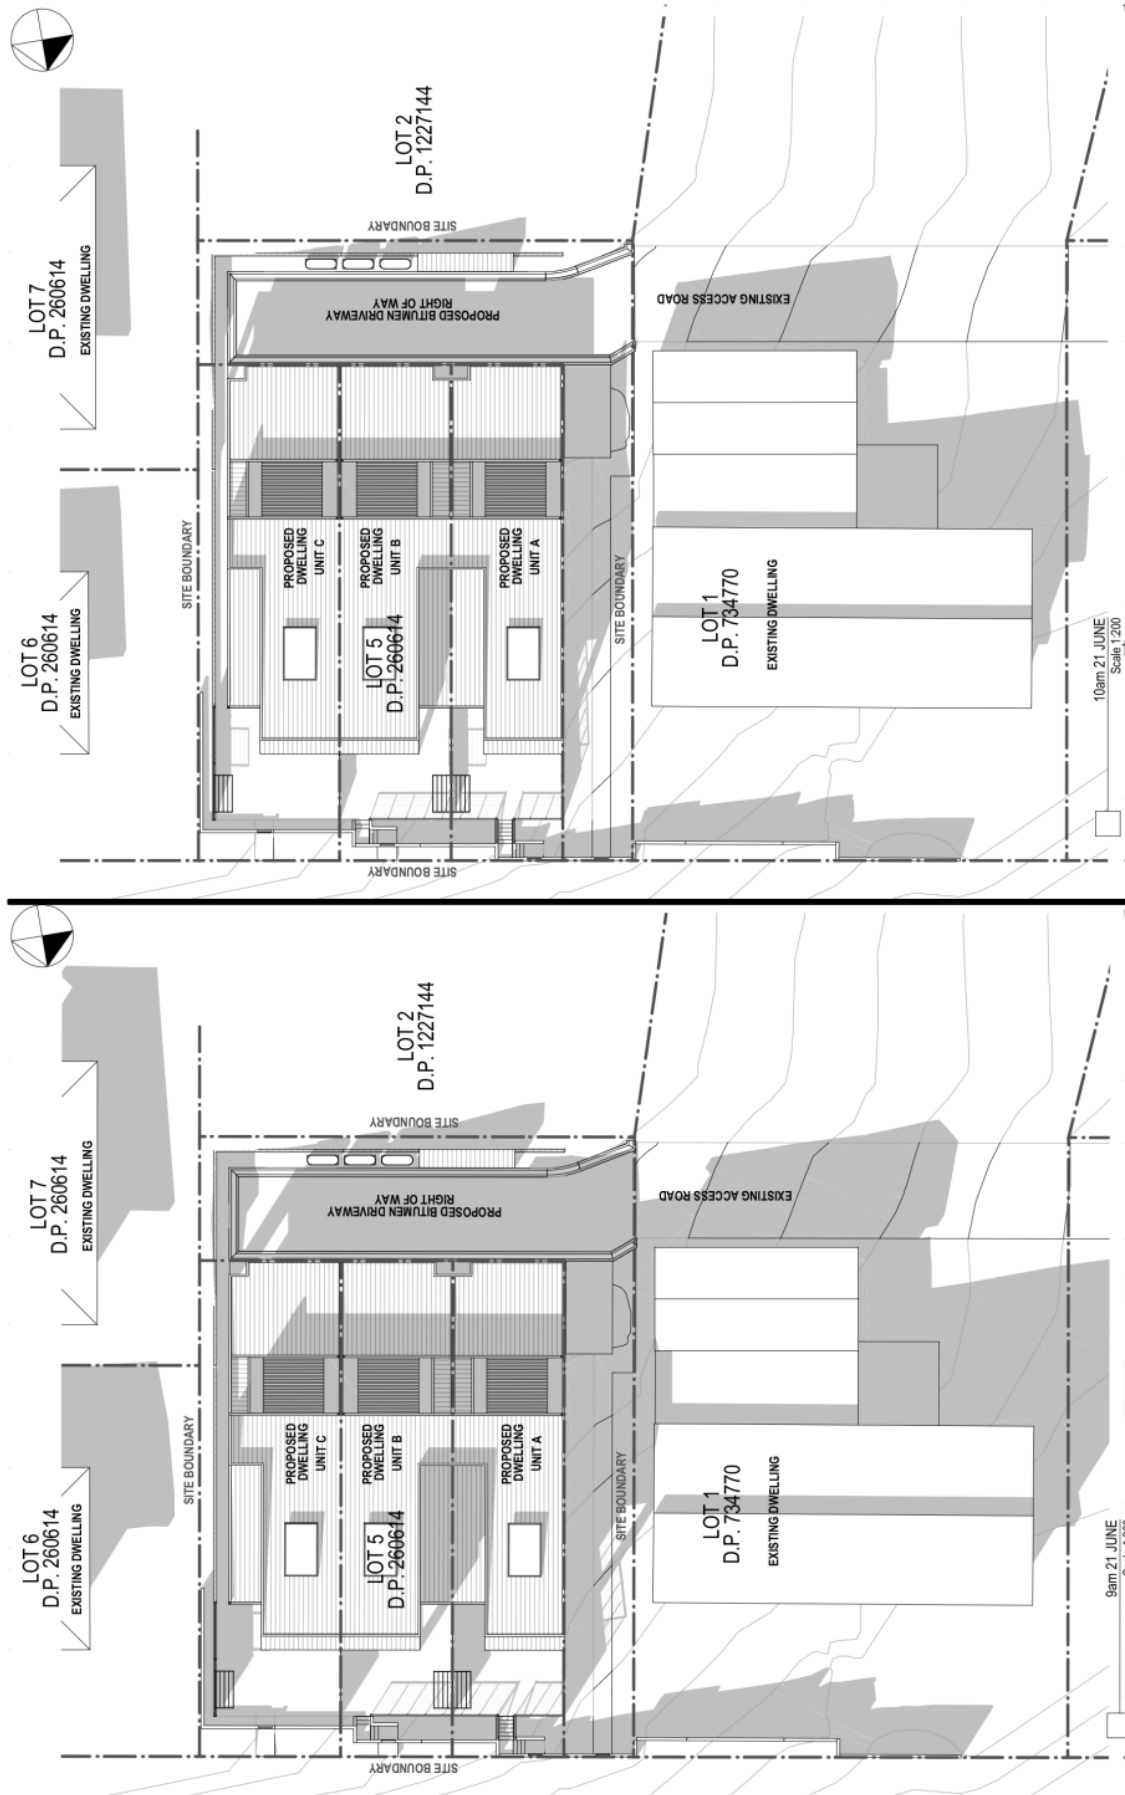 LOT 2
D.P. 1227144
SITE BOUNDARY
LOT 7
D.P. 260614
EXISTING DWELLING
PROPOSED BITUMEN DRIVEWAY
RIGHT OF WAY
EXISTING ACCESS ROAD
SITE BOUNDARY
PROPOSED
DWELLING
UNIT C
PROPOSED
DWELLING
UNIT B
PROPOSED
DWELLING
UNIT A
LOT 6
D.P. 260614
EXISTING DWELLING
LOT 5
D.P. 260614
SITE BOUNDARY
LOT 1
D.P. 734770
EXISTING DWELLING
10am 21 JUNE
Scale 1:200
SITE BOUNDARY
LOT 2
D.P. 1227144
SITE BOUNDARY
LOT 7
D.P. 260614
EXISTING DWELLING
PROPOSED BITUMEN DRIVEWAY
RIGHT OF WAY
EXISTING ACCESS ROAD
SITE BOUNDARY
PROPOSED
DWELLING
UNIT C
PROPOSED
DWELLING
UNIT B
PROPOSED
DWELLING
UNIT A
LOT 6
D.P. 260614
EXISTING DWELLING
LOT 5
D.P. 260614
SITE BOUNDARY
LOT 1
D.P. 734770
EXISTING DWELLING
9am 21 JUNE
SITE BOUNDARY